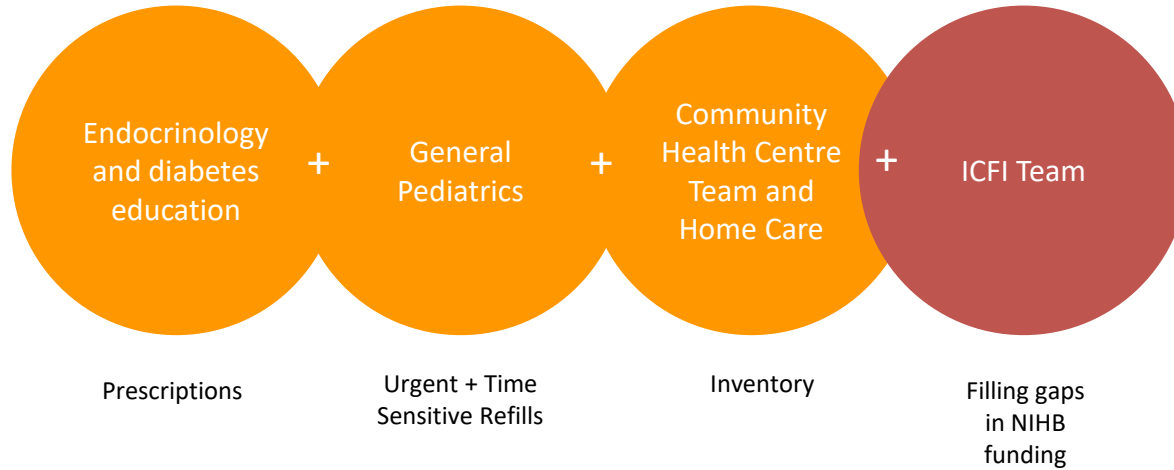 Endocrinology
and diabetes
education
+
General
Pediatrics
+
Community
Health Centre
Team and
Home Care
+
ICFI Team
Prescriptions
Urgent + Time
Sensitive Refills
Inventory
Filling gaps
in NIHB
funding